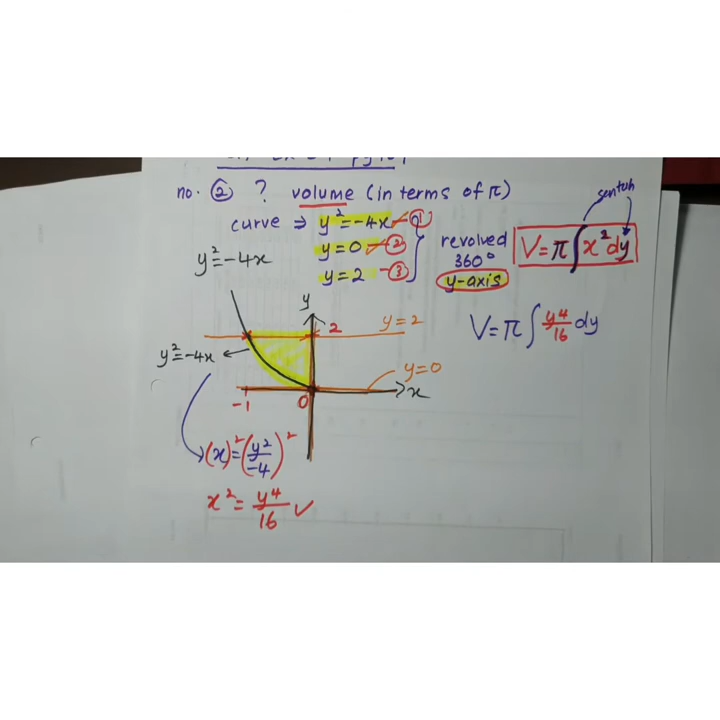 no. ② ? volume (in terms of π)
curve ⇒ y² = -4x — ①
y = 0 — ②
y = 2 — ③
revolved
360°
y-axis
sentuh
V = π ∫ x² dy
V = π ∫ y⁴/16 dy
y² = -4x
y
2
y = 2
y² = -4x
y = 0
-1
0
x
(x)² = (y²/-4)²
x² = y⁴/16 ✓